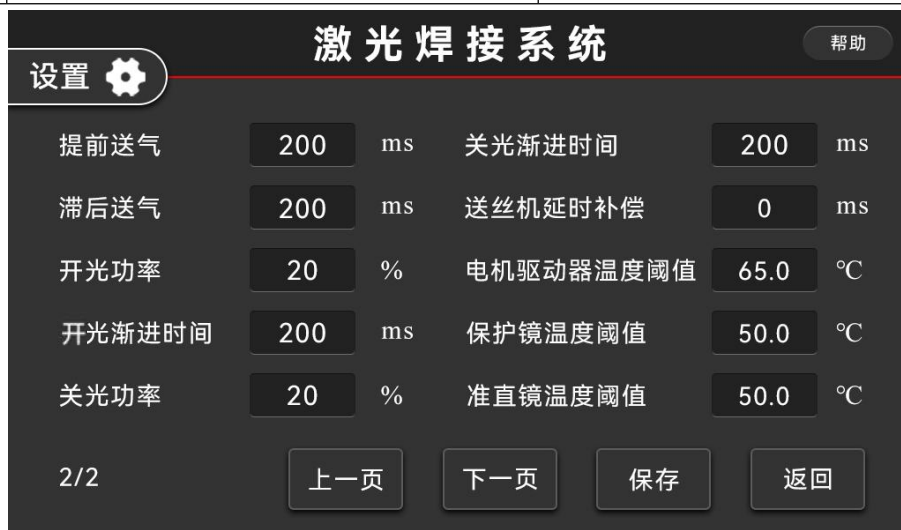 激光焊接系统
帮助
设置
提前送气 200 ms 关光渐进时间 200 ms
滞后送气 200 ms 送丝机延时补偿 0 ms
开光功率 20 % 电机驱动器温度阈值 65.0 ℃
开光渐进时间 200 ms 保护镜温度阈值 50.0 ℃
关光功率 20 % 准直镜温度阈值 50.0 ℃
2/2 上一页 下一页 保存 返回